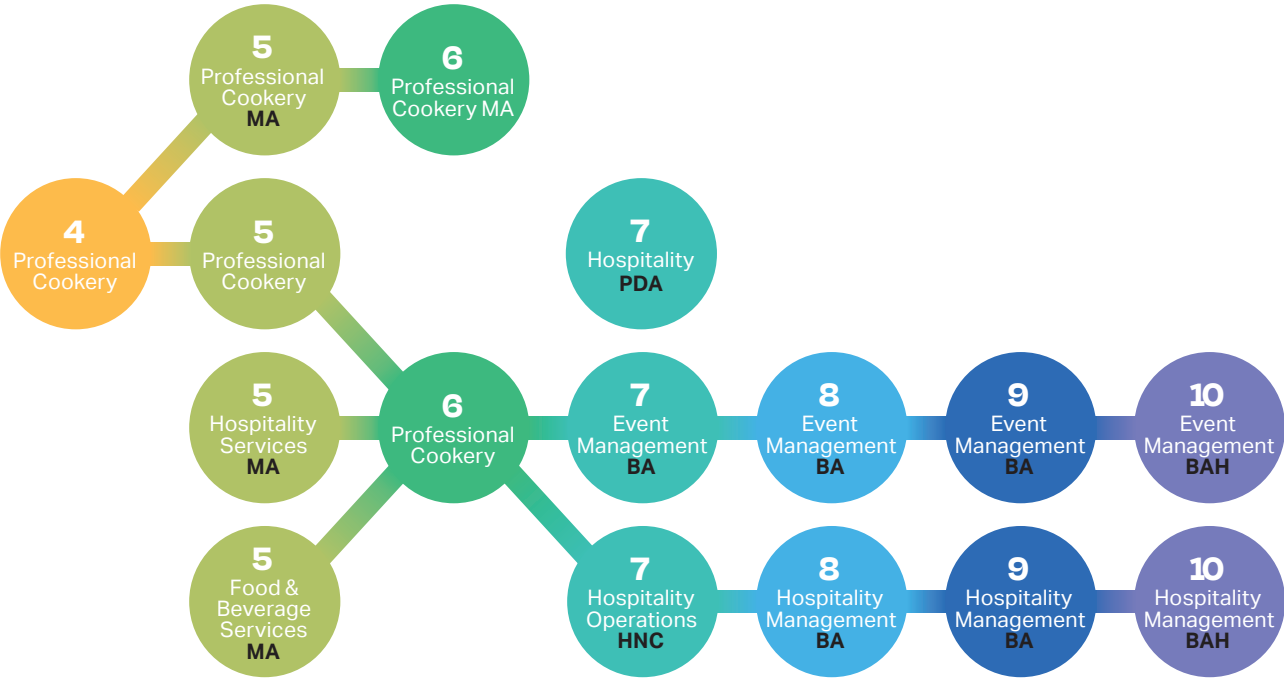 5
Professional
Cookery
MA
6
Professional
Cookery MA
4
Professional
Cookery
5
Professional
Cookery
7
Hospitality
PDA
5
Hospitality
Services
MA
6
Professional
Cookery
7
Event
Management
BA
8
Event
Management
BA
9
Event
Management
BA
10
Event
Management
BAH
5
Food &
Beverage
Services
MA
7
Hospitality
Operations
HNC
8
Hospitality
Management
BA
9
Hospitality
Management
BA
10
Hospitality
Management
BAH